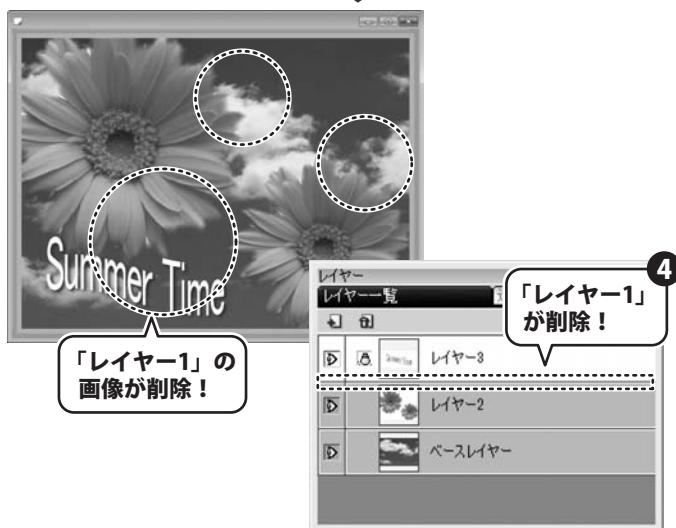 Summer Time
「レイヤー1」の
画像が削除！
レイヤー
レイヤー一覧
4
「レイヤー1」
が削除！
レイヤー3
レイヤー2
ベースレイヤー